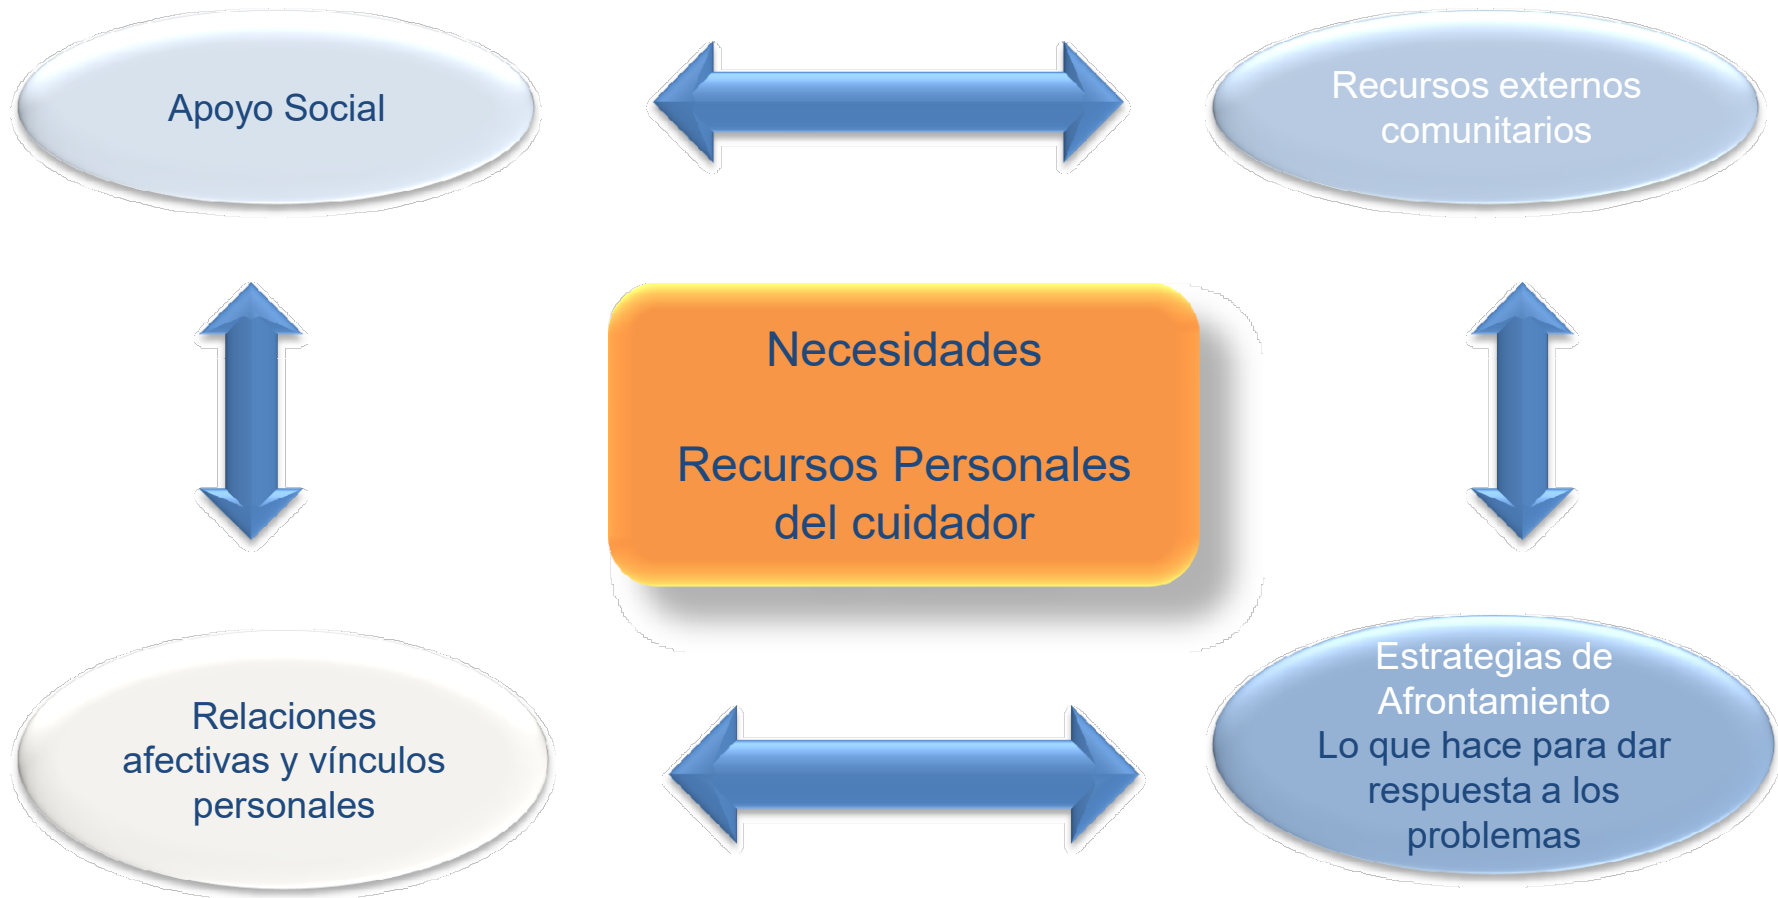 Apoyo Social
Recursos externos
comunitarios
Necesidades
Recursos Personales
del cuidador
Relaciones
afectivas y vínculos
personales
Estrategias de
Afrontamiento
Lo que hace para dar
respuesta a los
problemas